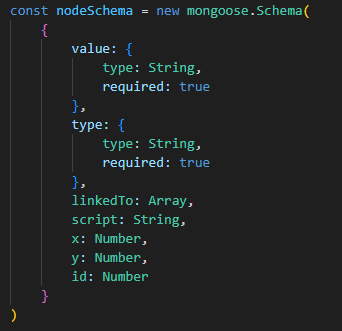 const nodeSchema = new mongoose.Schema(
    {
        value: {
            type: String,
            required: true
        },
        type: {
            type: String,
            required: true
        },
        linkedTo: Array,
        script: String,
        x: Number,
        y: Number,
        id: Number
    }
)